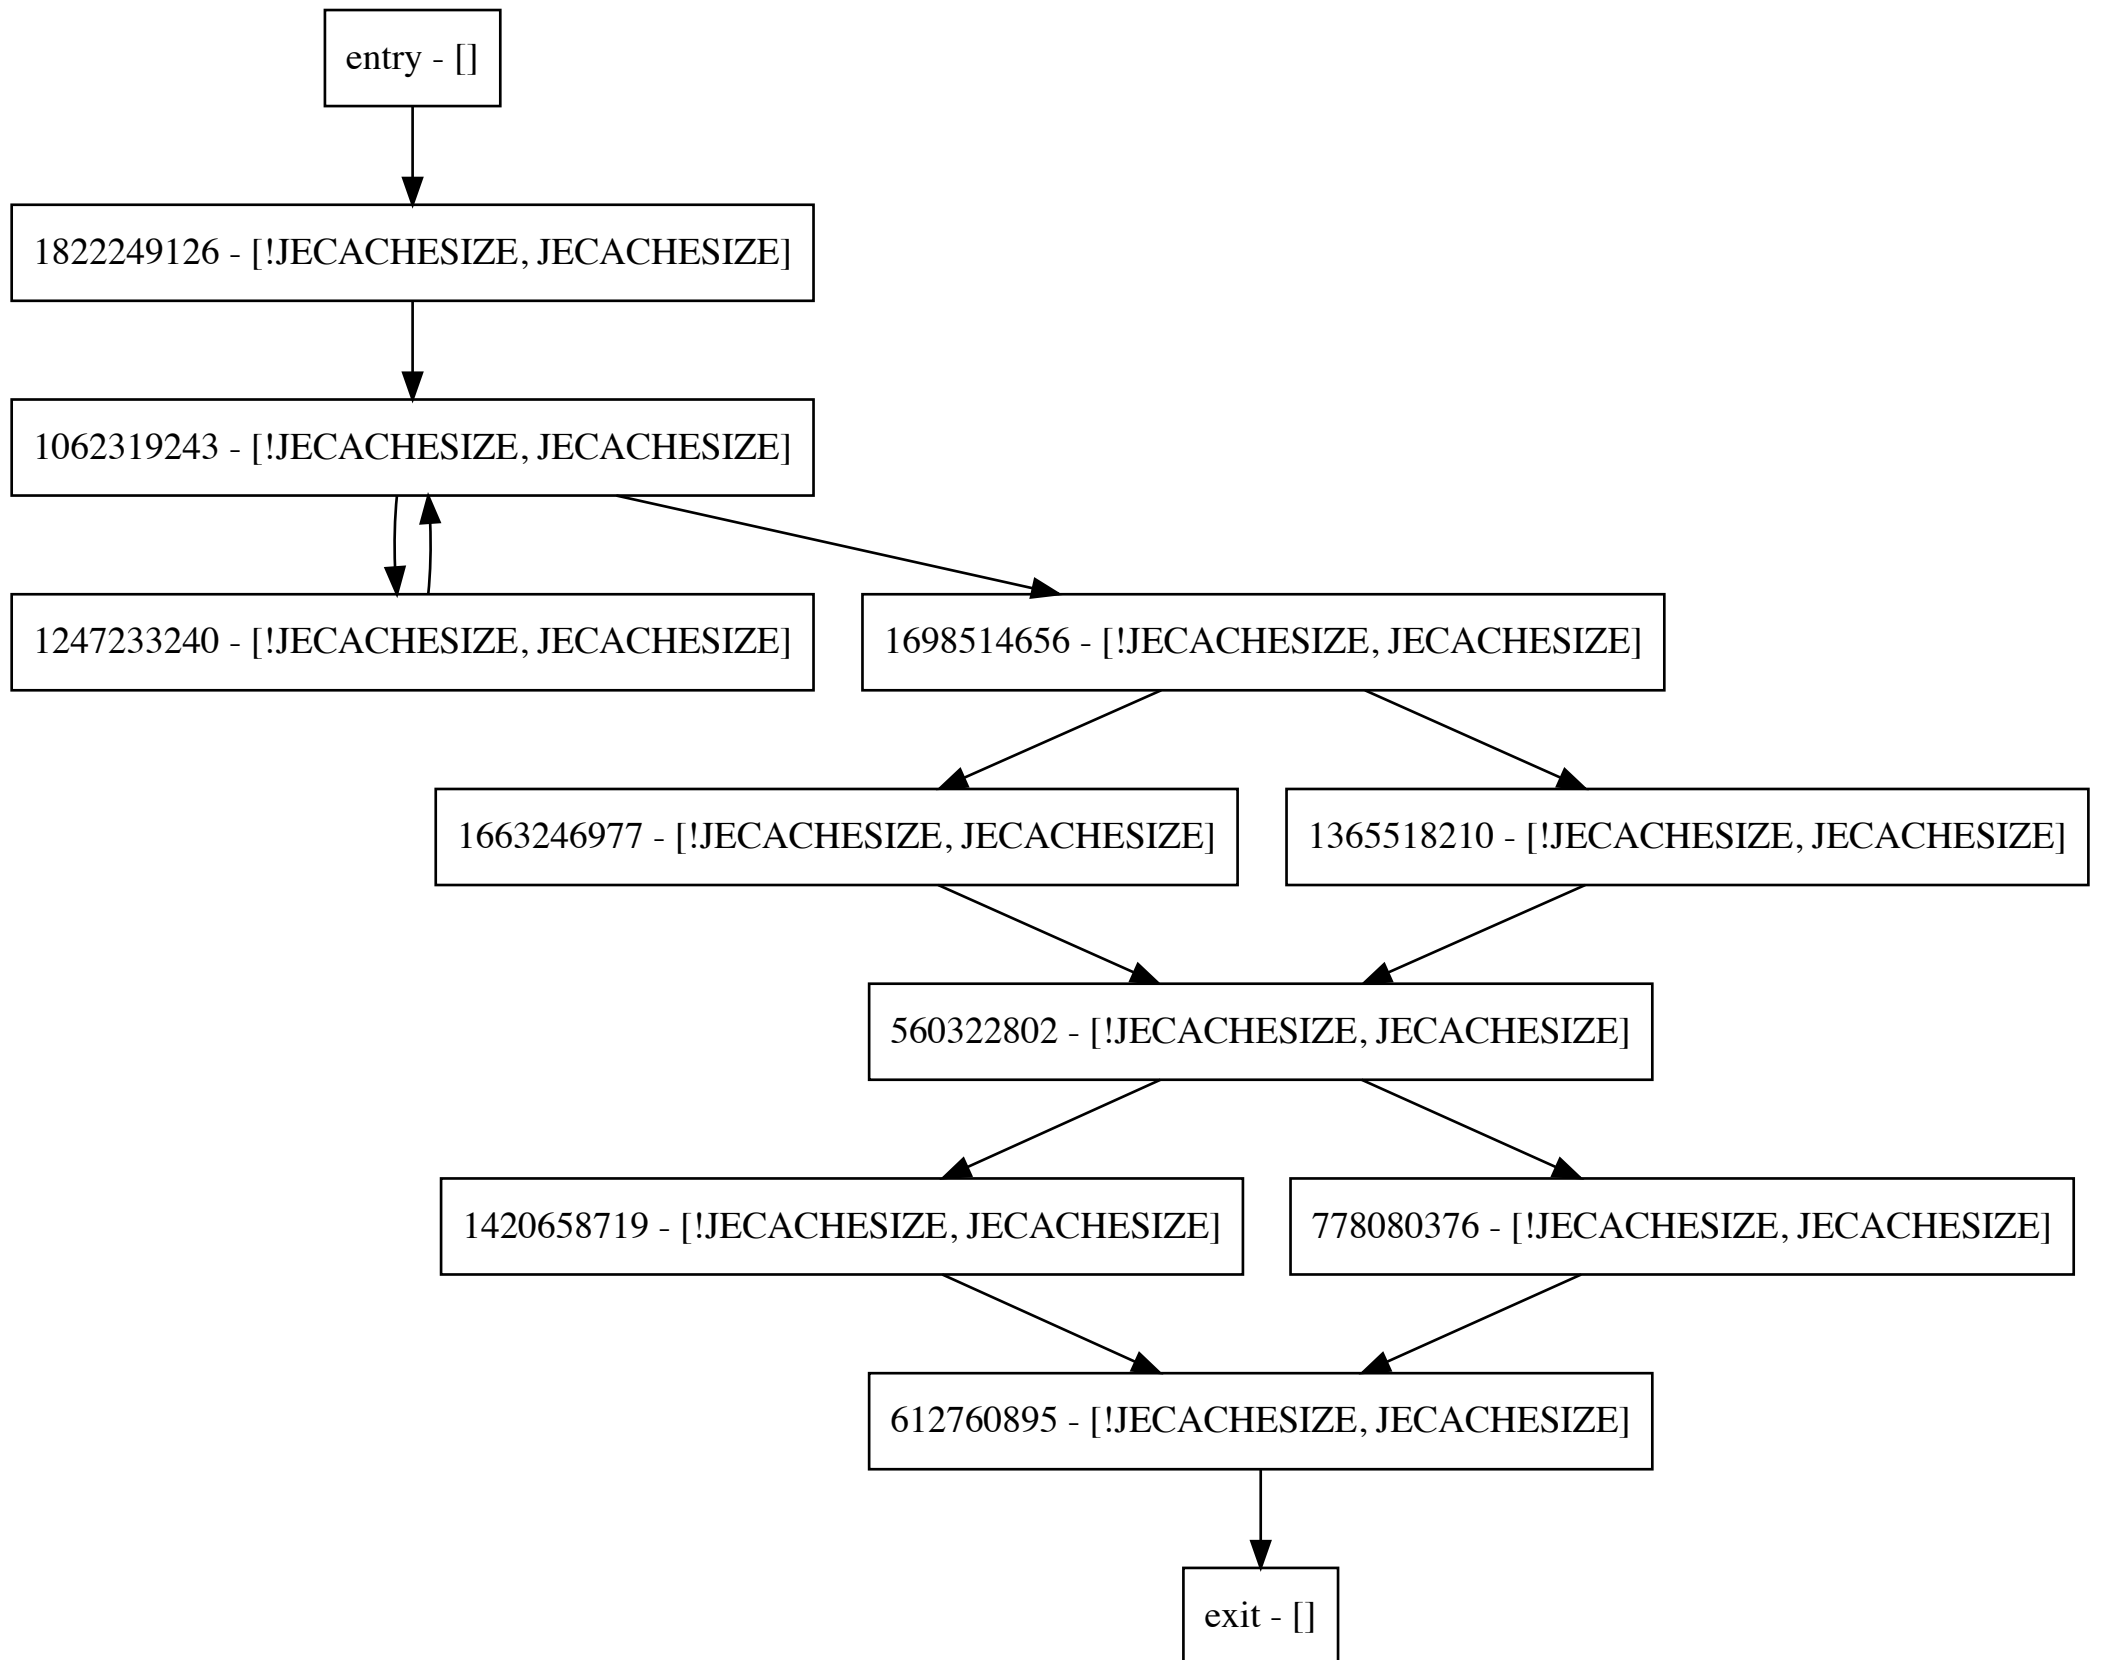 entry - []
1822249126 - [!JECACHESIZE, JECACHESIZE]
1062319243 - [!JECACHESIZE, JECACHESIZE]
1247233240 - [!JECACHESIZE, JECACHESIZE]
1698514656 - [!JECACHESIZE, JECACHESIZE]
1663246977 - [!JECACHESIZE, JECACHESIZE]
1365518210 - [!JECACHESIZE, JECACHESIZE]
560322802 - [!JECACHESIZE, JECACHESIZE]
1420658719 - [!JECACHESIZE, JECACHESIZE]
778080376 - [!JECACHESIZE, JECACHESIZE]
612760895 - [!JECACHESIZE, JECACHESIZE]
exit - []